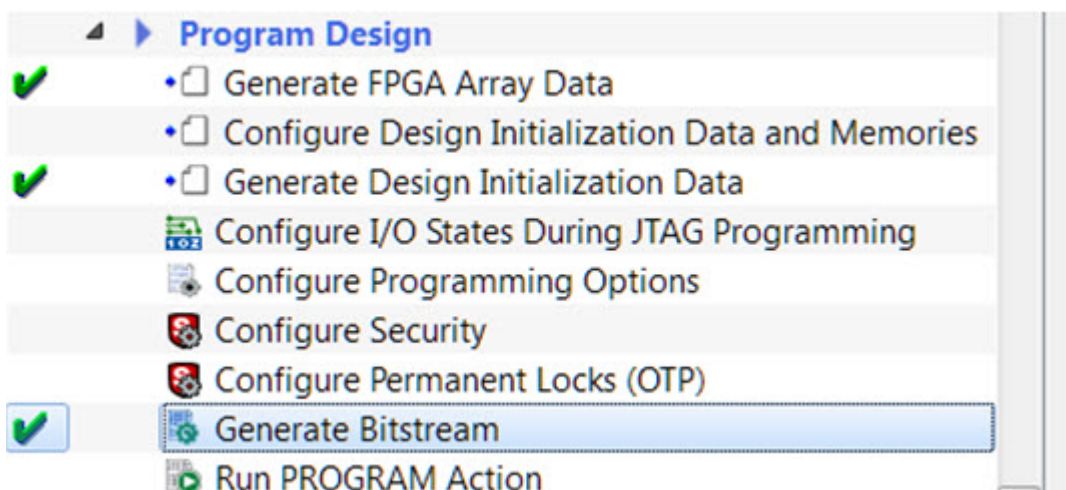 Program Design
Generate FPGA Array Data
Configure Design Initialization Data and Memories
Generate Design Initialization Data
Configure I/O States During JTAG Programming
Configure Programming Options
Configure Security
Configure Permanent Locks (OTP)
Generate Bitstream
Run PROGRAM Action